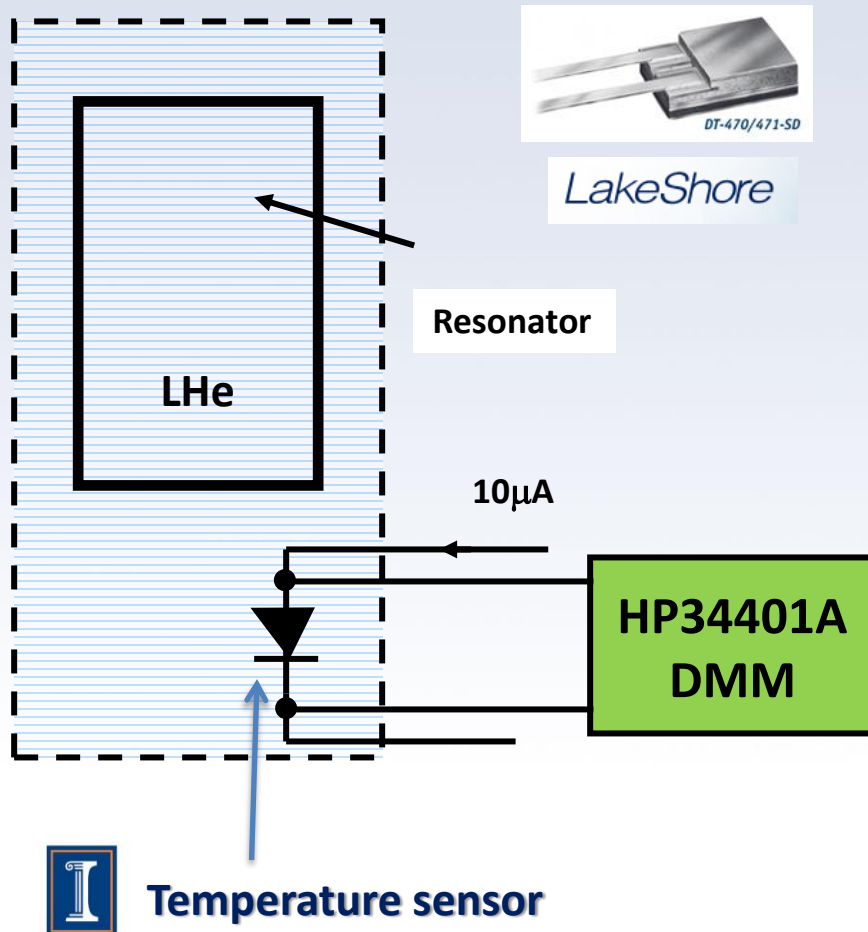 DT-470/471-SD
LakeShore
Resonator
LHe
10μA
HP34401A
DMM
I
Temperature sensor